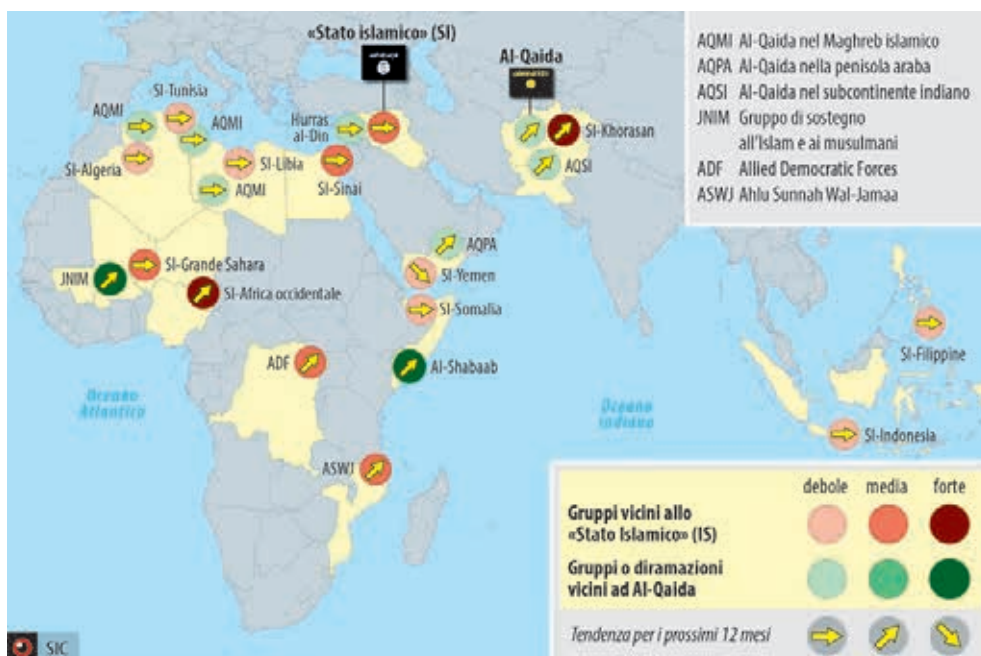 «Stato islamico» (SI)
Al-Qaida
AQMI Al-Qaida nel Maghreb islamico
AQPA Al-Qaida nella penisola araba
AQSI Al-Qaida nel subcontinente indiano
JNIM Gruppo di sostegno
all'Islam e ai musulmani
ADF Allied Democratic Forces
ASWJ Ahlu Sunnah Wal-Jamaa
SI-Tunisia
AQMI
AQMI
Hurras
al-Din
SI-Khorasan
SI-Algeria
SI-Libia
SI-Sinai
AQSI
AQMI
AQPA
SI-Grande Sahara
SI-Yemen
JNIM
SI-Africa occidentale
SI-Somalia
SI-Filippine
ADF
Al-Shabaab
Oceano
Atlantico
Oceano
indiano
SI-Indonesia
ASWJ
debole media forte
Gruppi vicini allo
«Stato Islamico» (IS)
Gruppi o diramazioni
vicini ad Al-Qaida
Tendenza per i prossimi 12 mesi
SIC